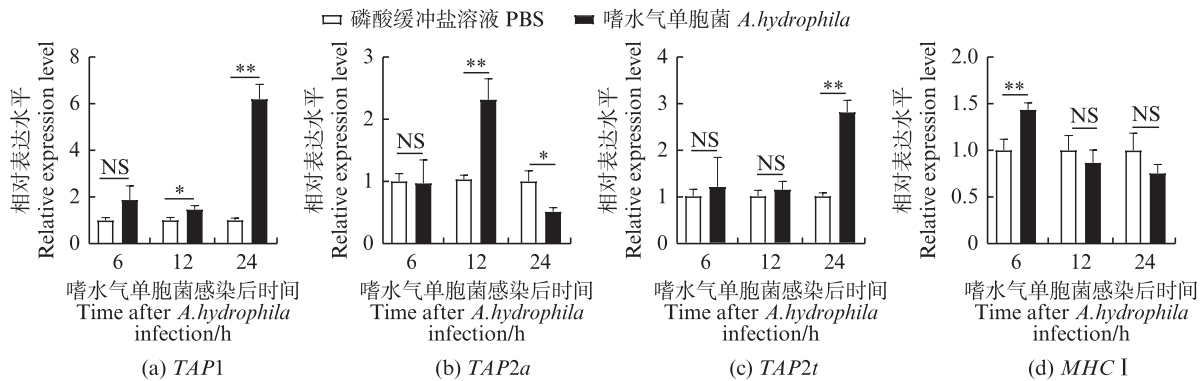 磷酸缓冲盐溶液 PBS 嗜水气单胞菌 A.hydrophila
相对表达水平
Relative expression level
8
6
4
2
0
NS
*
**
6 12 24
嗜水气单胞菌感染后时间
Time after A.hydrophila
infection/h
(a) TAP1
相对表达水平
Relative expression level
3
2
1
0
NS
**
*
6 12 24
嗜水气单胞菌感染后时间
Time after A.hydrophila
infection/h
(b) TAP2a
相对表达水平
Relative expression level
4
3
2
1
0
NS
NS
**
6 12 24
嗜水气单胞菌感染后时间
Time after A.hydrophila
infection/h
(c) TAP2t
相对表达水平
Relative expression level
2.0
1.5
1.0
0.5
0
**
NS
NS
6 12 24
嗜水气单胞菌感染后时间
Time after A.hydrophila
infection/h
(d) MHC Ⅰ